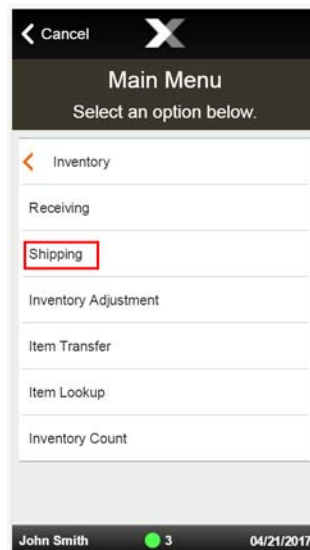 Cancel
Main Menu
Select an option below.
Inventory
Receiving
Shipping
Inventory Adjustment
Item Transfer
Item Lookup
Inventory Count
John Smith 3 04/21/2017